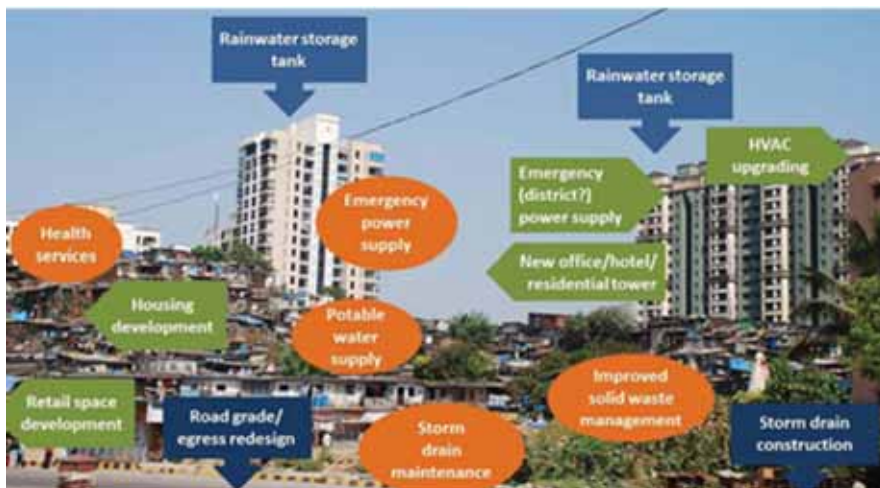 Rainwater storage
tank
Rainwater storage
tank
HVAC
upgrading
Emergency
(district?)
power supply
Emergency
power
supply
Health
services
New office/hotel/
residential tower
Housing
development
Potable
water
supply
Improved
solid waste
management
Retail space
development
Road grade/
egress redesign
Storm
drain
maintenance
Storm drain
construction